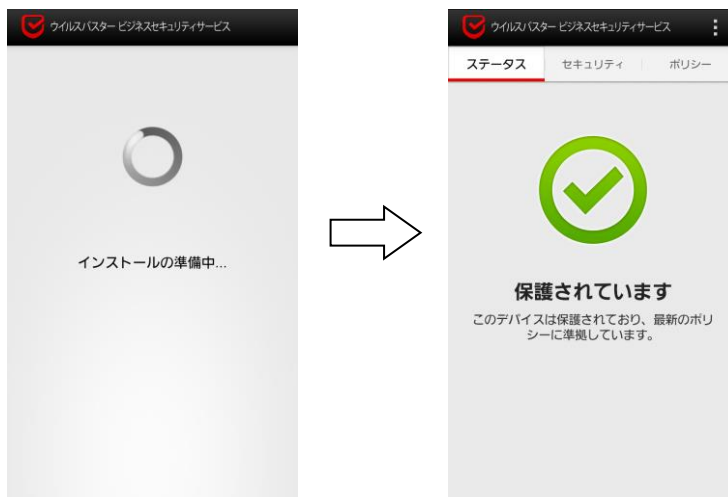 ウイルスバスター ビジネスセキュリティサービス
インストールの準備中...
ウイルスバスター ビジネスセキュリティサービス
ステータス
セキュリティ
ポリシー
保護されています
このデバイスは保護されており、最新のポリ
シーに準拠しています。